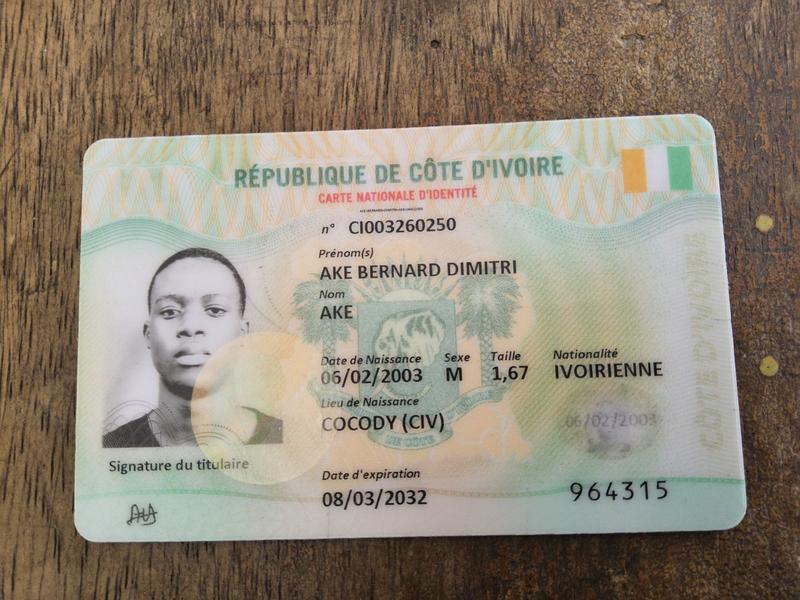 RÉPUBLIQUE DE CÔTE D'IVOIRE
CARTE NATIONALE D'IDENTITÉ
n° CI003260250
Prénom(s)
AKE BERNARD DIMITRI
Nom
AKE
Date de Naissance Sexe Taille Nationalité
06/02/2003 M 1,67 IVOIRIENNE
Lieu de Naissance
COCODY (CIV)
06/02/2003
Signature du titulaire
Date d'expiration
08/03/2032
964315
CÔTE D'IVOIRE